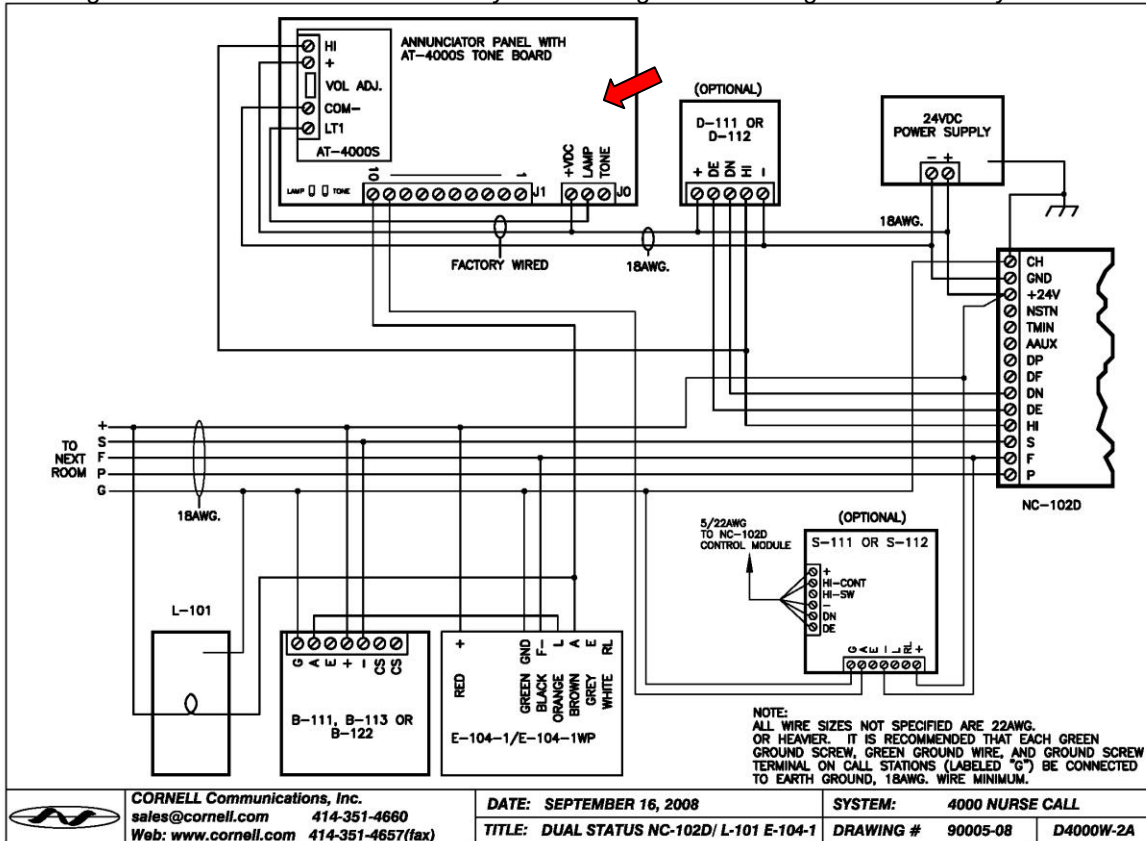 HI
+
VOL ADJ.
COM-
LT1
AT-4000S
ANNUNCIATOR PANEL WITH
AT-4000S TONE BOARD
LAMP TONE
10 1 J1
+VDC
LAMP
TONE
J0
FACTORY WIRED
18AWG.
(OPTIONAL)
D-111 OR
D-112
+
DE
DN
HI
-
24VDC
POWER SUPPLY
- +
18AWG.
CH
GND
+24V
NSTN
TMIN
AAUX
DP
DF
DN
DE
HI
S
F
P
NC-102D
TO
NEXT
ROOM
+
S
F
P
G
18AWG.
L-101
G
A
E
+
-
CS
CS
B-111, B-113 OR
B-122
+
GND
F-
L
A
E
RL
RED
GREEN
BLACK
ORANGE
BROWN
GREY
WHITE
E-104-1/E-104-1WP
5/22AWG
TO NC-102D
CONTROL MODULE
(OPTIONAL)
S-111 OR S-112
+
HI-CONT
HI-SW
-
DN
DE
G
A
E
-
L
RL
+
NOTE:
ALL WIRE SIZES NOT SPECIFIED ARE 22AWG.
OR HEAVIER. IT IS RECOMMENDED THAT EACH GREEN
GROUND SCREW, GREEN GROUND WIRE, AND GROUND SCREW
TERMINAL ON CALL STATIONS (LABELED "G") BE CONNECTED
TO EARTH GROUND, 18AWG. WIRE MINIMUM.
CORNELL Communications, Inc.
sales@cornell.com 414-351-4660
Web: www.cornell.com 414-351-4657(fax)
DATE: SEPTEMBER 16, 2008
TITLE: DUAL STATUS NC-102D/ L-101 E-104-1
SYSTEM: 4000 NURSE CALL
DRAWING # 90005-08 D4000W-2A